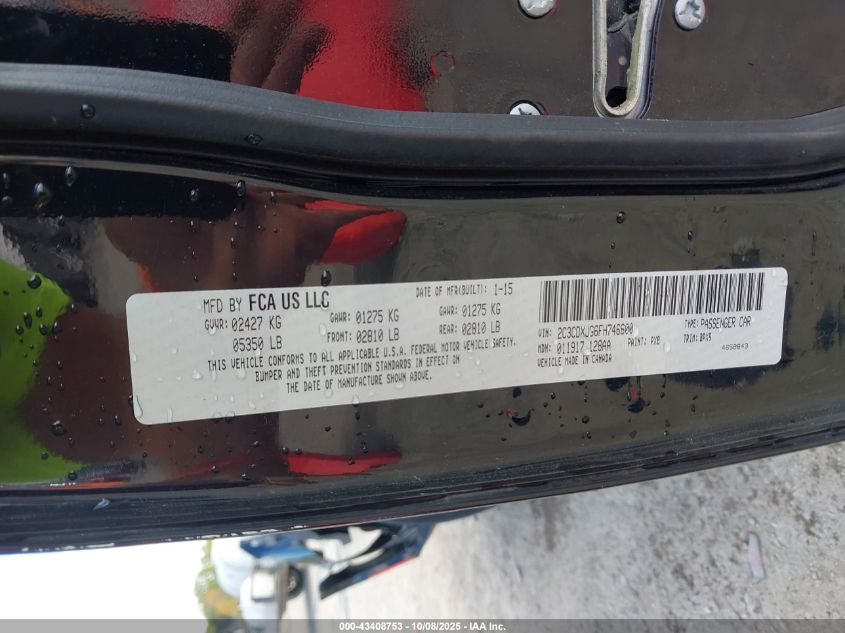 MFD BY FCA US LLC
DATE OF MFR(BUILT): 1-15
GVWR: 02427 KG
GAWR: 01275 KG
GAWR: 01275 KG
05350 LB
FRONT: 02810 LB
REAR: 02810 LB
THIS VEHICLE CONFORMS TO ALL APPLICABLE U.S.A. FEDERAL MOTOR VEHICLE SAFETY,
BUMPER AND THEFT PREVENTION STANDARDS IN EFFECT ON
THE DATE OF MANUFACTURE SHOWN ABOVE.
VIN: 2C3CDXJG6FH746600
TYPE: PASSENGER CAR
MDH: 011917 128AA
PAINT: PX8
TRIM: DPX9
VEHICLE MADE IN CANADA
4650843
000-43408753 - 10/08/2025 - IAA Inc.